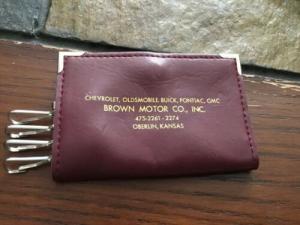 CHEVROLET, OLDSMOBILE, BUICK, PONTIAC, GMC
BROWN MOTOR CO., INC.
475-2261 - 2274
OBERLIN, KANSAS